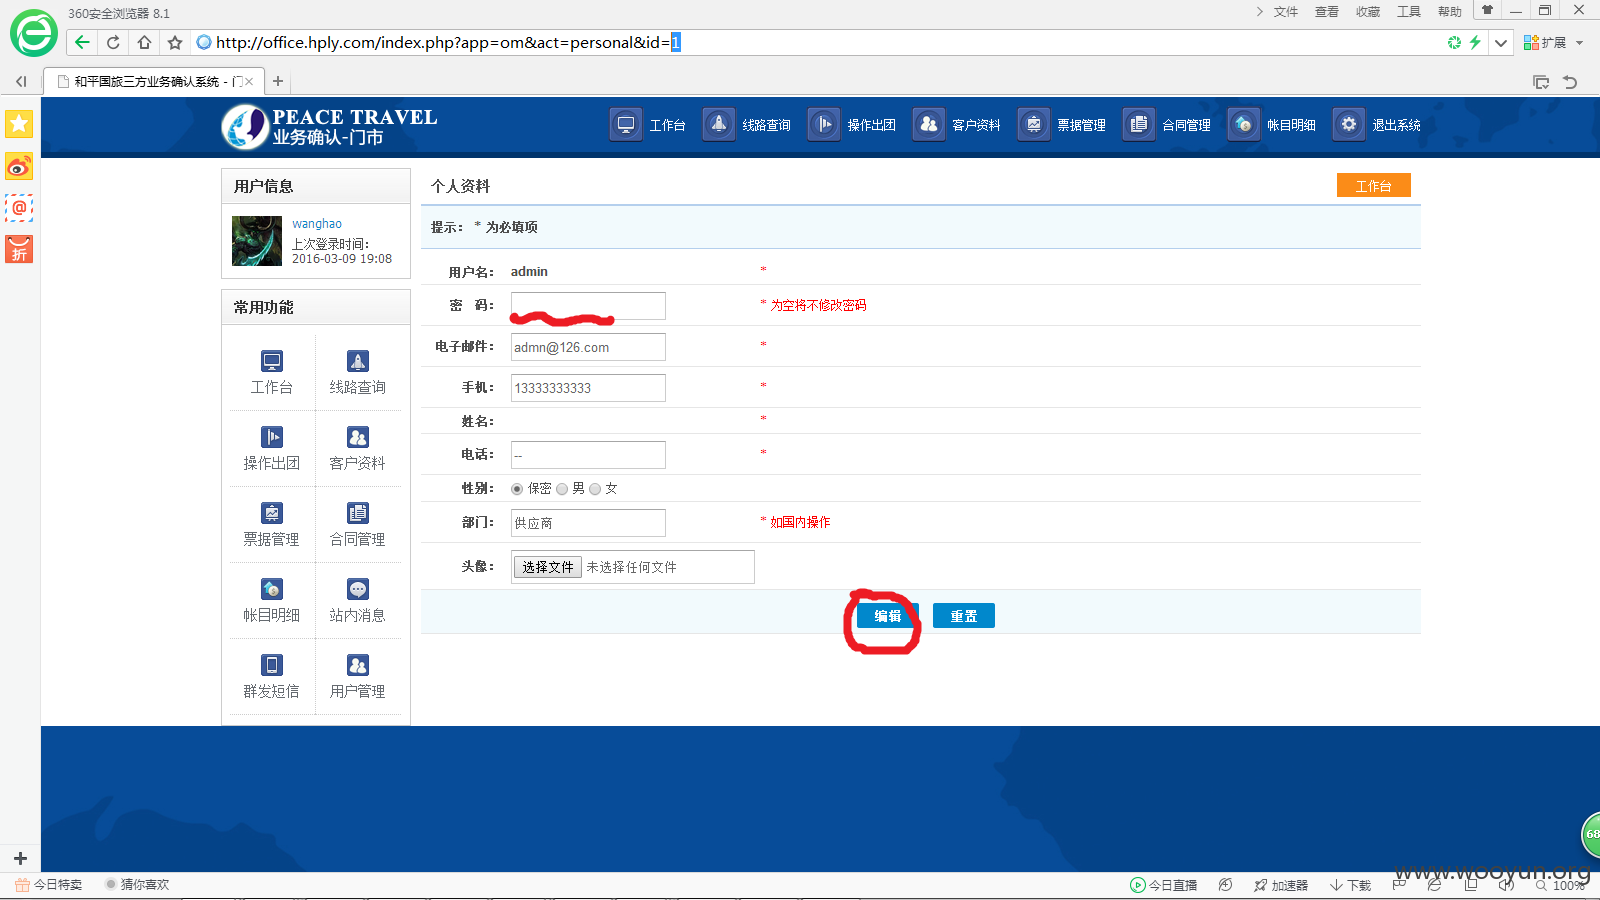 360安全浏览器 8.1
文件 查看 收藏 工具 帮助
http://office.hply.com/index.php?app=om&act=personal&id=1
扩展
和平国旅三方业务确认系统 - 门
PEACE TRAVEL
业务确认-门市
工作台 线路查询 操作出团 客户资料 票据管理 合同管理 帐目明细 退出系统
用户信息
wanghao
上次登录时间：
2016-03-09 19:08
常用功能
工作台 线路查询
操作出团 客户资料
票据管理 合同管理
帐目明细 站内消息
群发短信 用户管理
个人资料
工作台
提示： * 为必填项
用户名： admin *
密 码： * 为空将不修改密码
电子邮件： admn@126.com *
手机： 13333333333 *
姓名： *
电话： -- *
性别： 保密 男 女
部门： 供应商 * 如国内操作
头像： 选择文件 未选择任何文件
编辑 重置
折
68
www.wooyun.org
今日特卖 猜你喜欢
今日直播 加速器 下载 100%